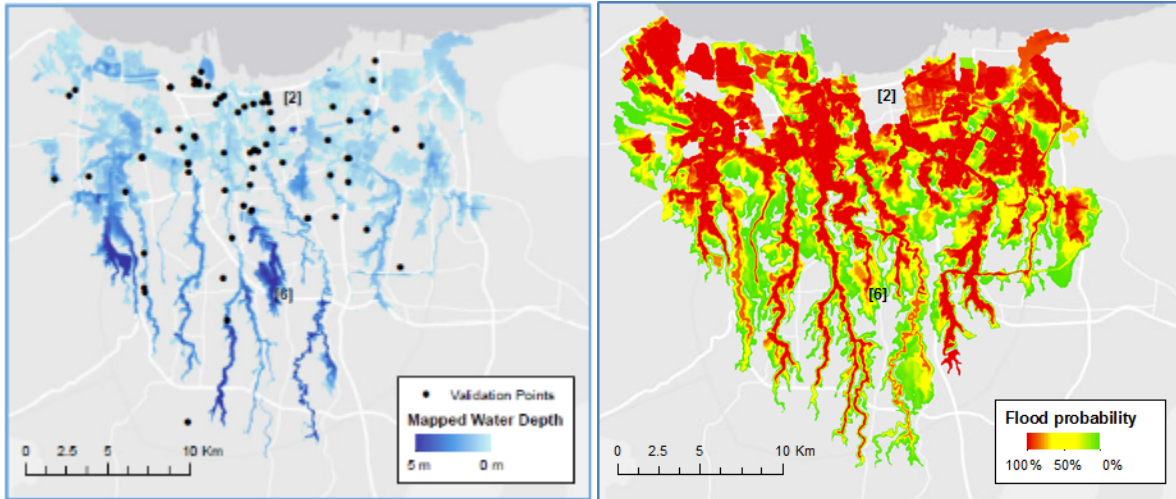 [2]
[6]
Validation Points
Mapped Water Depth
5 m 0 m
0 2.5 5 10 Km
[2]
[6]
Flood probability
100% 50% 0%
0 2.5 5 10 Km